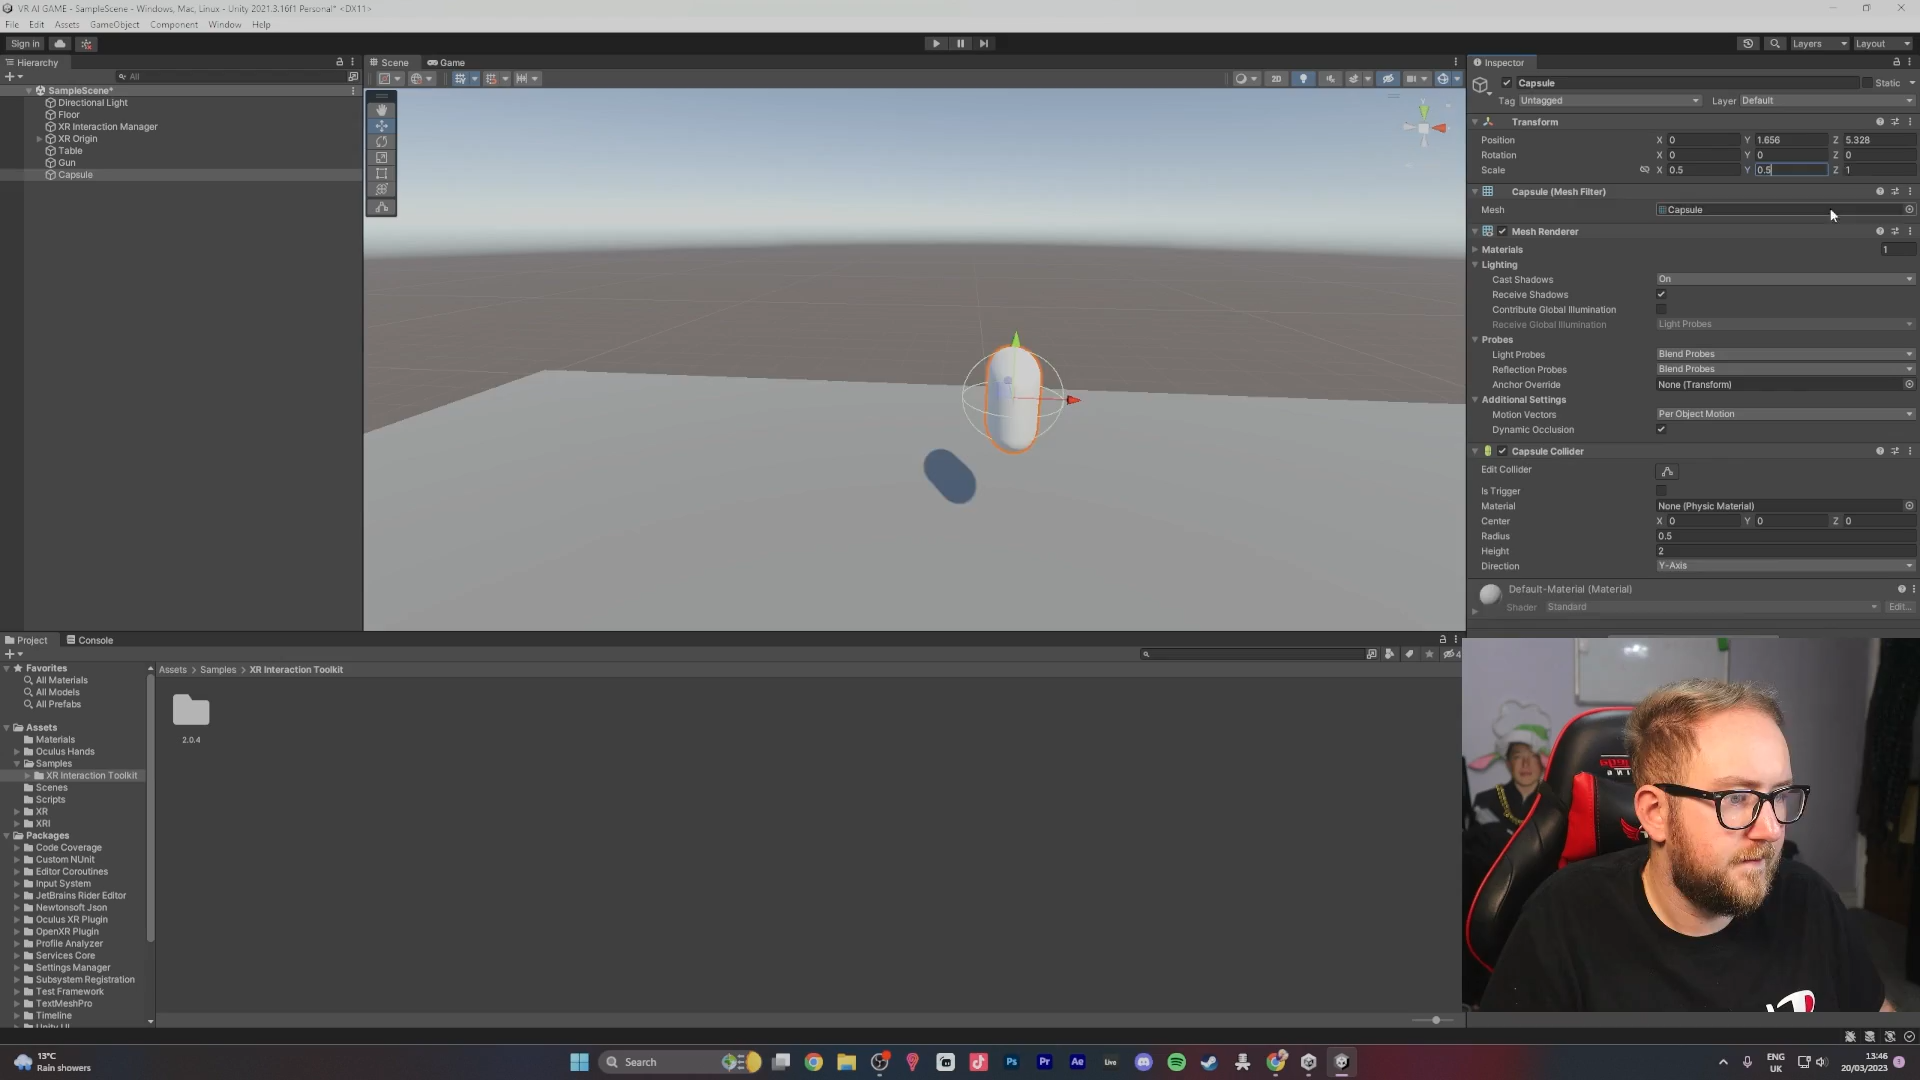 VR AI GAME - SampleScene - Windows, Mac, Linux - Unity 2021.3.16f1 Personal* <DX11>
File Edit Assets GameObject Component Window Help
Sign in
Layers Layout
Hierarchy
All
SampleScene*
Directional Light
Floor
XR Interaction Manager
XR Origin
Table
Gun
Capsule
Scene Game
2D
Inspector
Capsule Static
Tag Untagged Layer Default
Transform
Position X 0 Y 1.656 Z 5.328
Rotation X 0 Y 0 Z 0
Scale X 0.5 Y 0.5 Z 1
Capsule (Mesh Filter)
Mesh Capsule
Mesh Renderer
Materials 1
Lighting
Cast Shadows On
Receive Shadows
Contribute Global Illumination
Receive Global Illumination Light Probes
Probes
Light Probes Blend Probes
Reflection Probes Blend Probes
Anchor Override None (Transform)
Additional Settings
Motion Vectors Per Object Motion
Dynamic Occlusion
Capsule Collider
Edit Collider
Is Trigger
Material None (Physic Material)
Center X 0 Y 0 Z 0
Radius 0.5
Height 2
Direction Y-Axis
Default-Material (Material)
Shader Standard Edit...
Project Console
4
Favorites
All Materials
All Models
All Prefabs
Assets
Materials
Oculus Hands
Samples
XR Interaction Toolkit
Scenes
Scripts
XR
XRI
Packages
Code Coverage
Custom NUnit
Editor Coroutines
Input System
JetBrains Rider Editor
Newtonsoft Json
Oculus XR Plugin
OpenXR Plugin
Profile Analyzer
Services Core
Settings Manager
Subsystem Registration
Test Framework
TextMeshPro
Timeline
Unity UI
Assets > Samples > XR Interaction Toolkit
2.0.4
13°C
Rain showers
Search
Ps Pr Ae Live
ENG
UK
13:46
20/03/2023